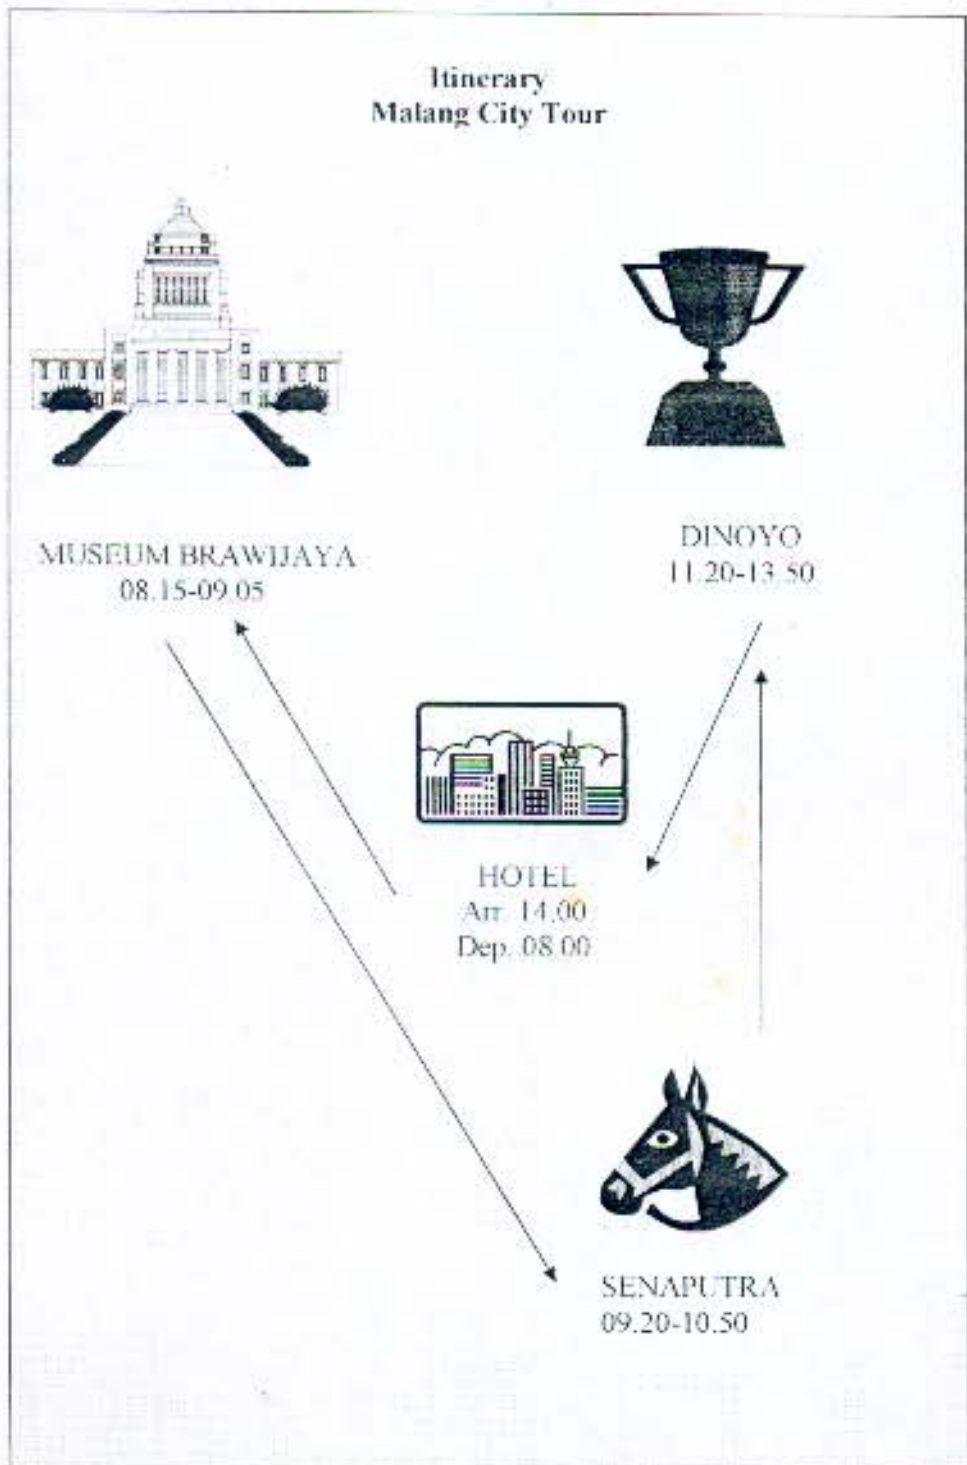 Itinerary
Malang City Tour
MUSEUM BRAWIJAYA
08.15-09.05
DINOYO
11.20-13.50
HOTEL
Arr. 14.00
Dep. 08.00
SENAPUTRA
09.20-10.50